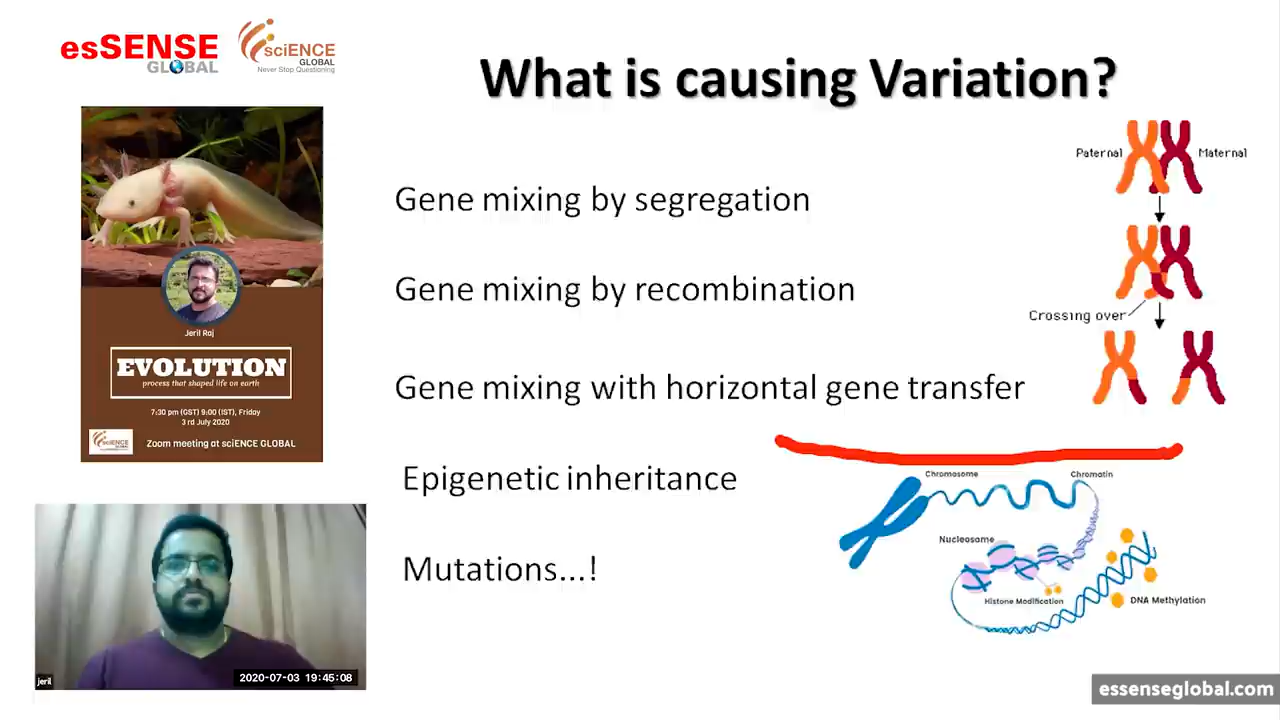 esSENSE
GLOBAL
sciENCE
GLOBAL
Never Stop Questioning
What is causing Variation?
Paternal
Maternal
Gene mixing by segregation
Gene mixing by recombination
Crossing over
Gene mixing with horizontal gene transfer
Epigenetic inheritance
Mutations...!
Chromosome
Chromatin
Nucleosome
Histone Modification
DNA Methylation
Jeril Raj
EVOLUTION
process that shaped life on earth
7:30 pm (GST) 9:00 (IST), Friday
3 rd July 2020
sciENCE
Zoom meeting at sciENCE GLOBAL
jeril
2020-07-03 19:45:08
essenseglobal.com